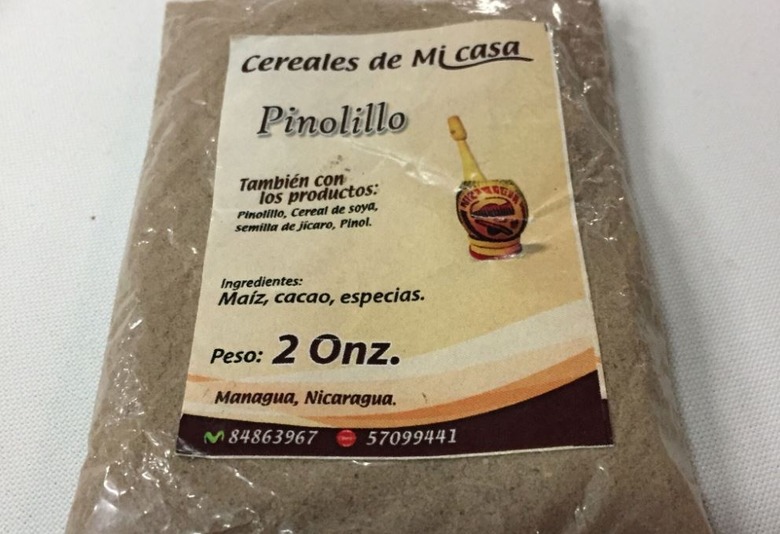 Cereales de Mi casa
Pinolillo
También con
los productos:
Pinolillo, Cereal de soya,
semilla de jícaro, Pinol.
NICARAGUA
Ingredientes:
Maíz, cacao, especias.
Peso: 2 Onz.
Managua, Nicaragua.
84863967 57099441